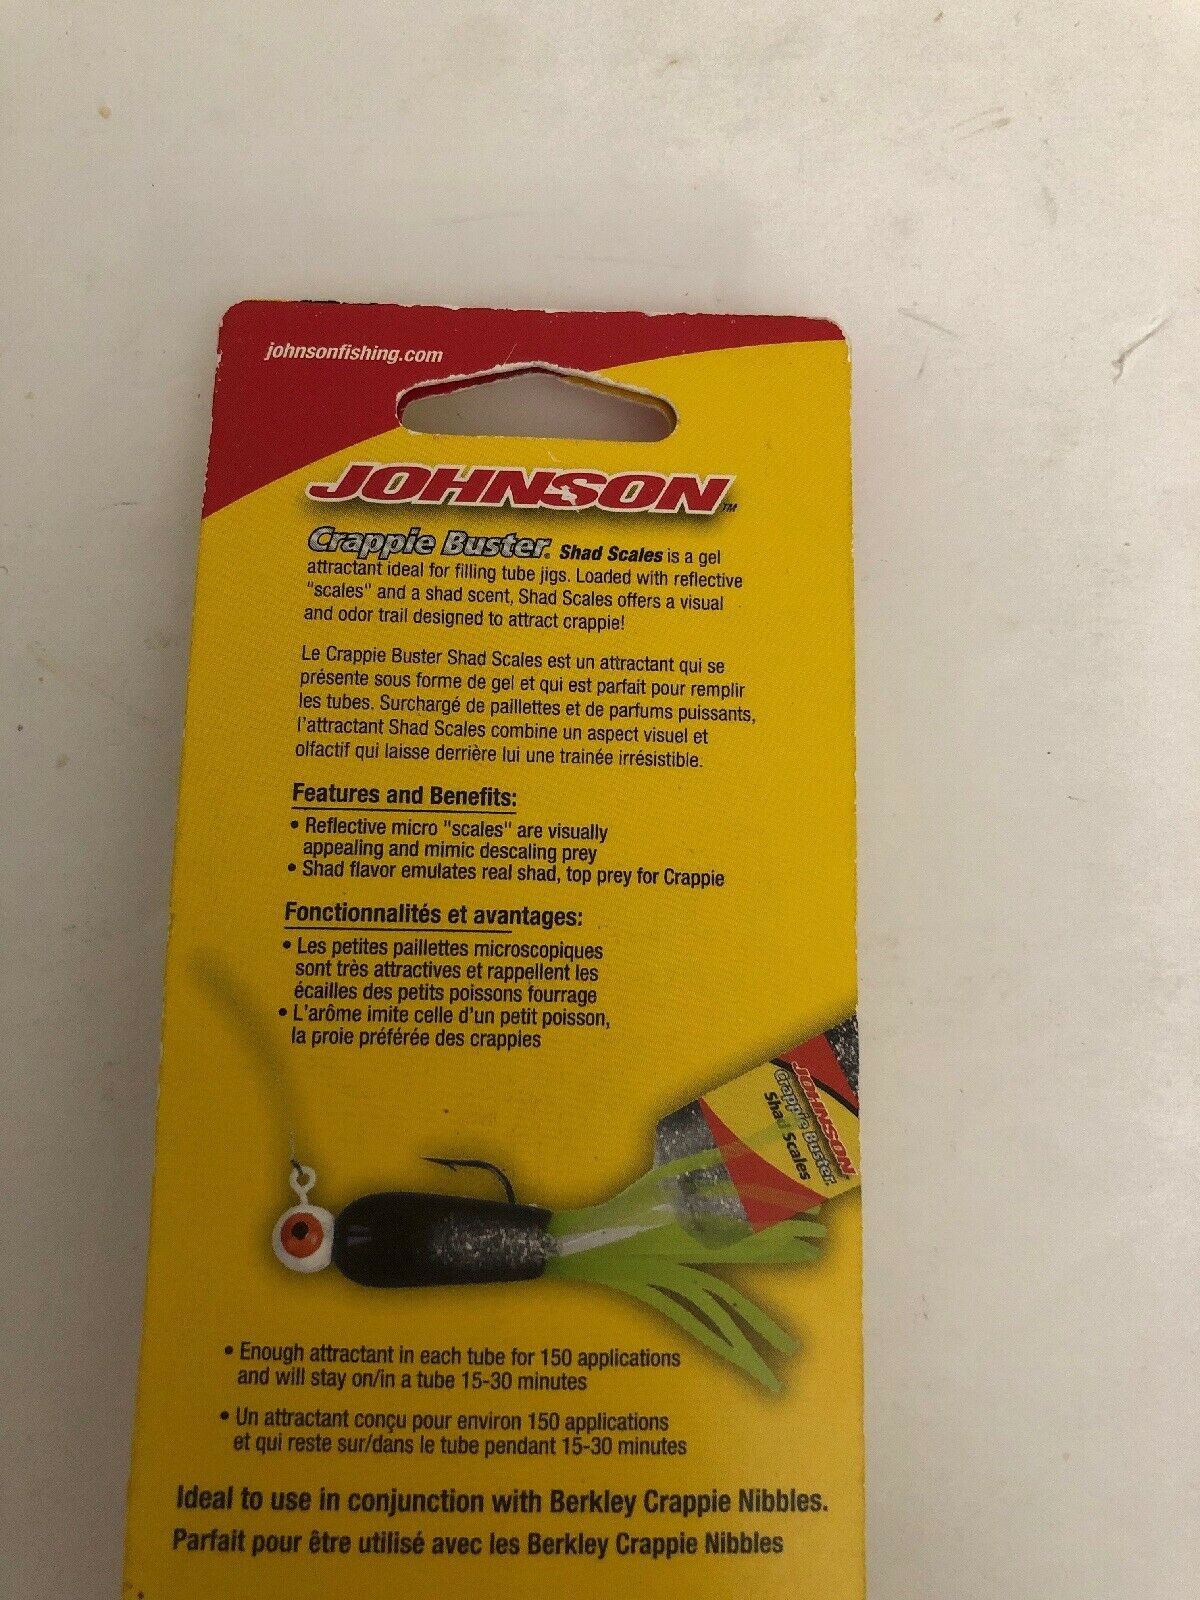 johnsonfishing.com
JOHNSON™
Crappie Buster® Shad Scales is a gel
attractant ideal for filling tube jigs. Loaded with reflective
"scales" and a shad scent, Shad Scales offers a visual
and odor trail designed to attract crappie!
Le Crappie Buster Shad Scales est un attractant qui se
présente sous forme de gel et qui est parfait pour remplir
les tubes. Surchargé de paillettes et de parfums puissants,
l'attractant Shad Scales combine un aspect visuel et
olfactif qui laisse derrière lui une trainée irrésistible.
Features and Benefits:
• Reflective micro "scales" are visually
appealing and mimic descaling prey
• Shad flavor emulates real shad, top prey for Crappie
Fonctionnalités et avantages:
• Les petites paillettes microscopiques
sont très attractives et rappellent les
écailles des petits poissons fourrage
• L'arôme imite celle d'un petit poisson,
la proie préférée des crappies
JOHNSON
Crappie Buster
Shad Scales
• Enough attractant in each tube for 150 applications
and will stay on/in a tube 15-30 minutes
• Un attractant conçu pour environ 150 applications
et qui reste sur/dans le tube pendant 15-30 minutes
Ideal to use in conjunction with Berkley Crappie Nibbles.
Parfait pour être utilisé avec les Berkley Crappie Nibbles